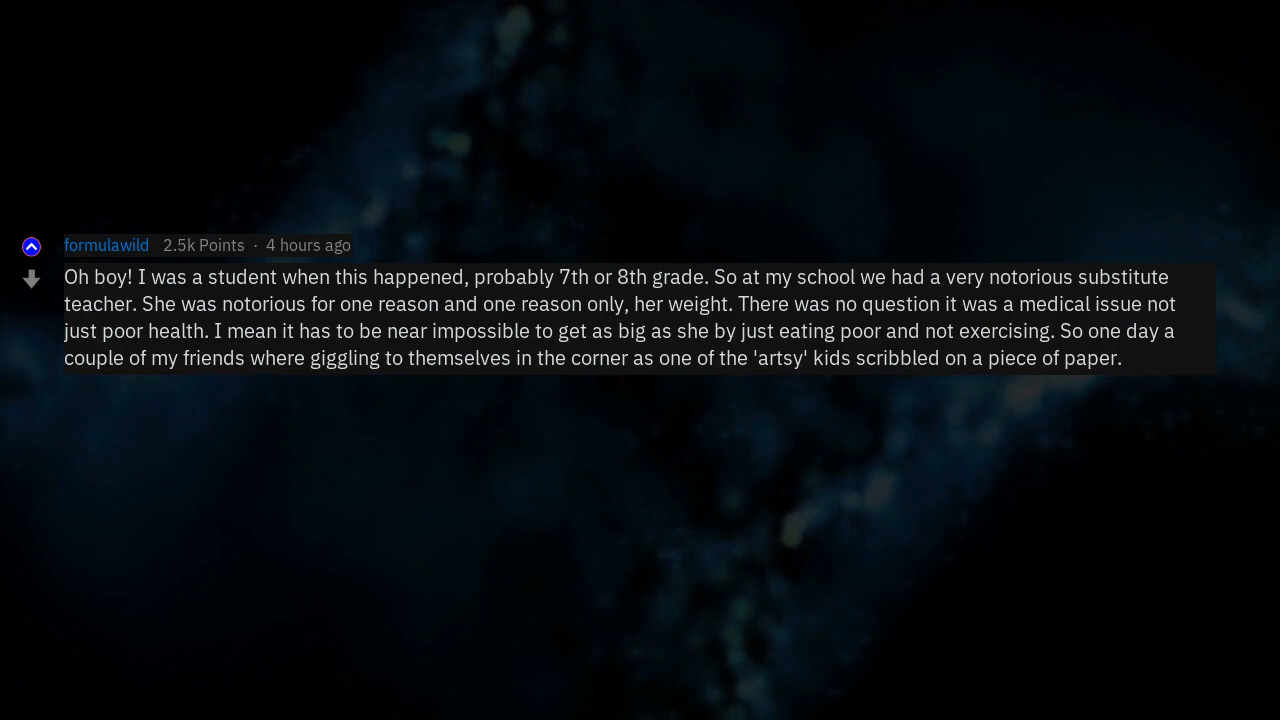 formulawild 2.5k Points · 4 hours ago
Oh boy! I was a student when this happened, probably 7th or 8th grade. So at my school we had a very notorious substitute
teacher. She was notorious for one reason and one reason only, her weight. There was no question it was a medical issue not
just poor health. I mean it has to be near impossible to get as big as she by just eating poor and not exercising. So one day a
couple of my friends where giggling to themselves in the corner as one of the 'artsy' kids scribbled on a piece of paper.